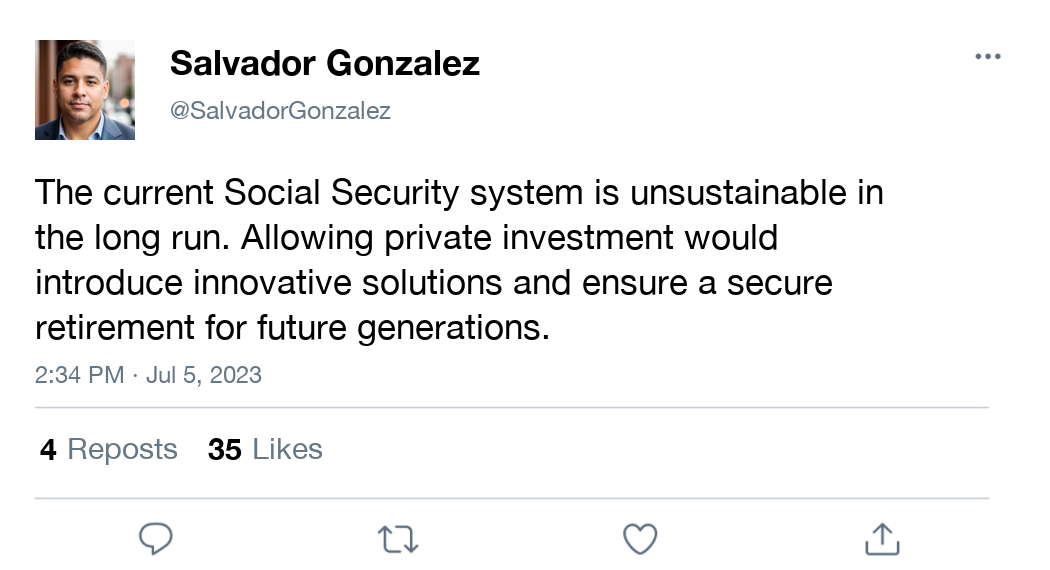 Salvador Gonzalez
@SalvadorGonzalez
The current Social Security system is unsustainable in
the long run. Allowing private investment would
introduce innovative solutions and ensure a secure
retirement for future generations.
2:34 PM · Jul 5, 2023
4 Reposts 35 Likes